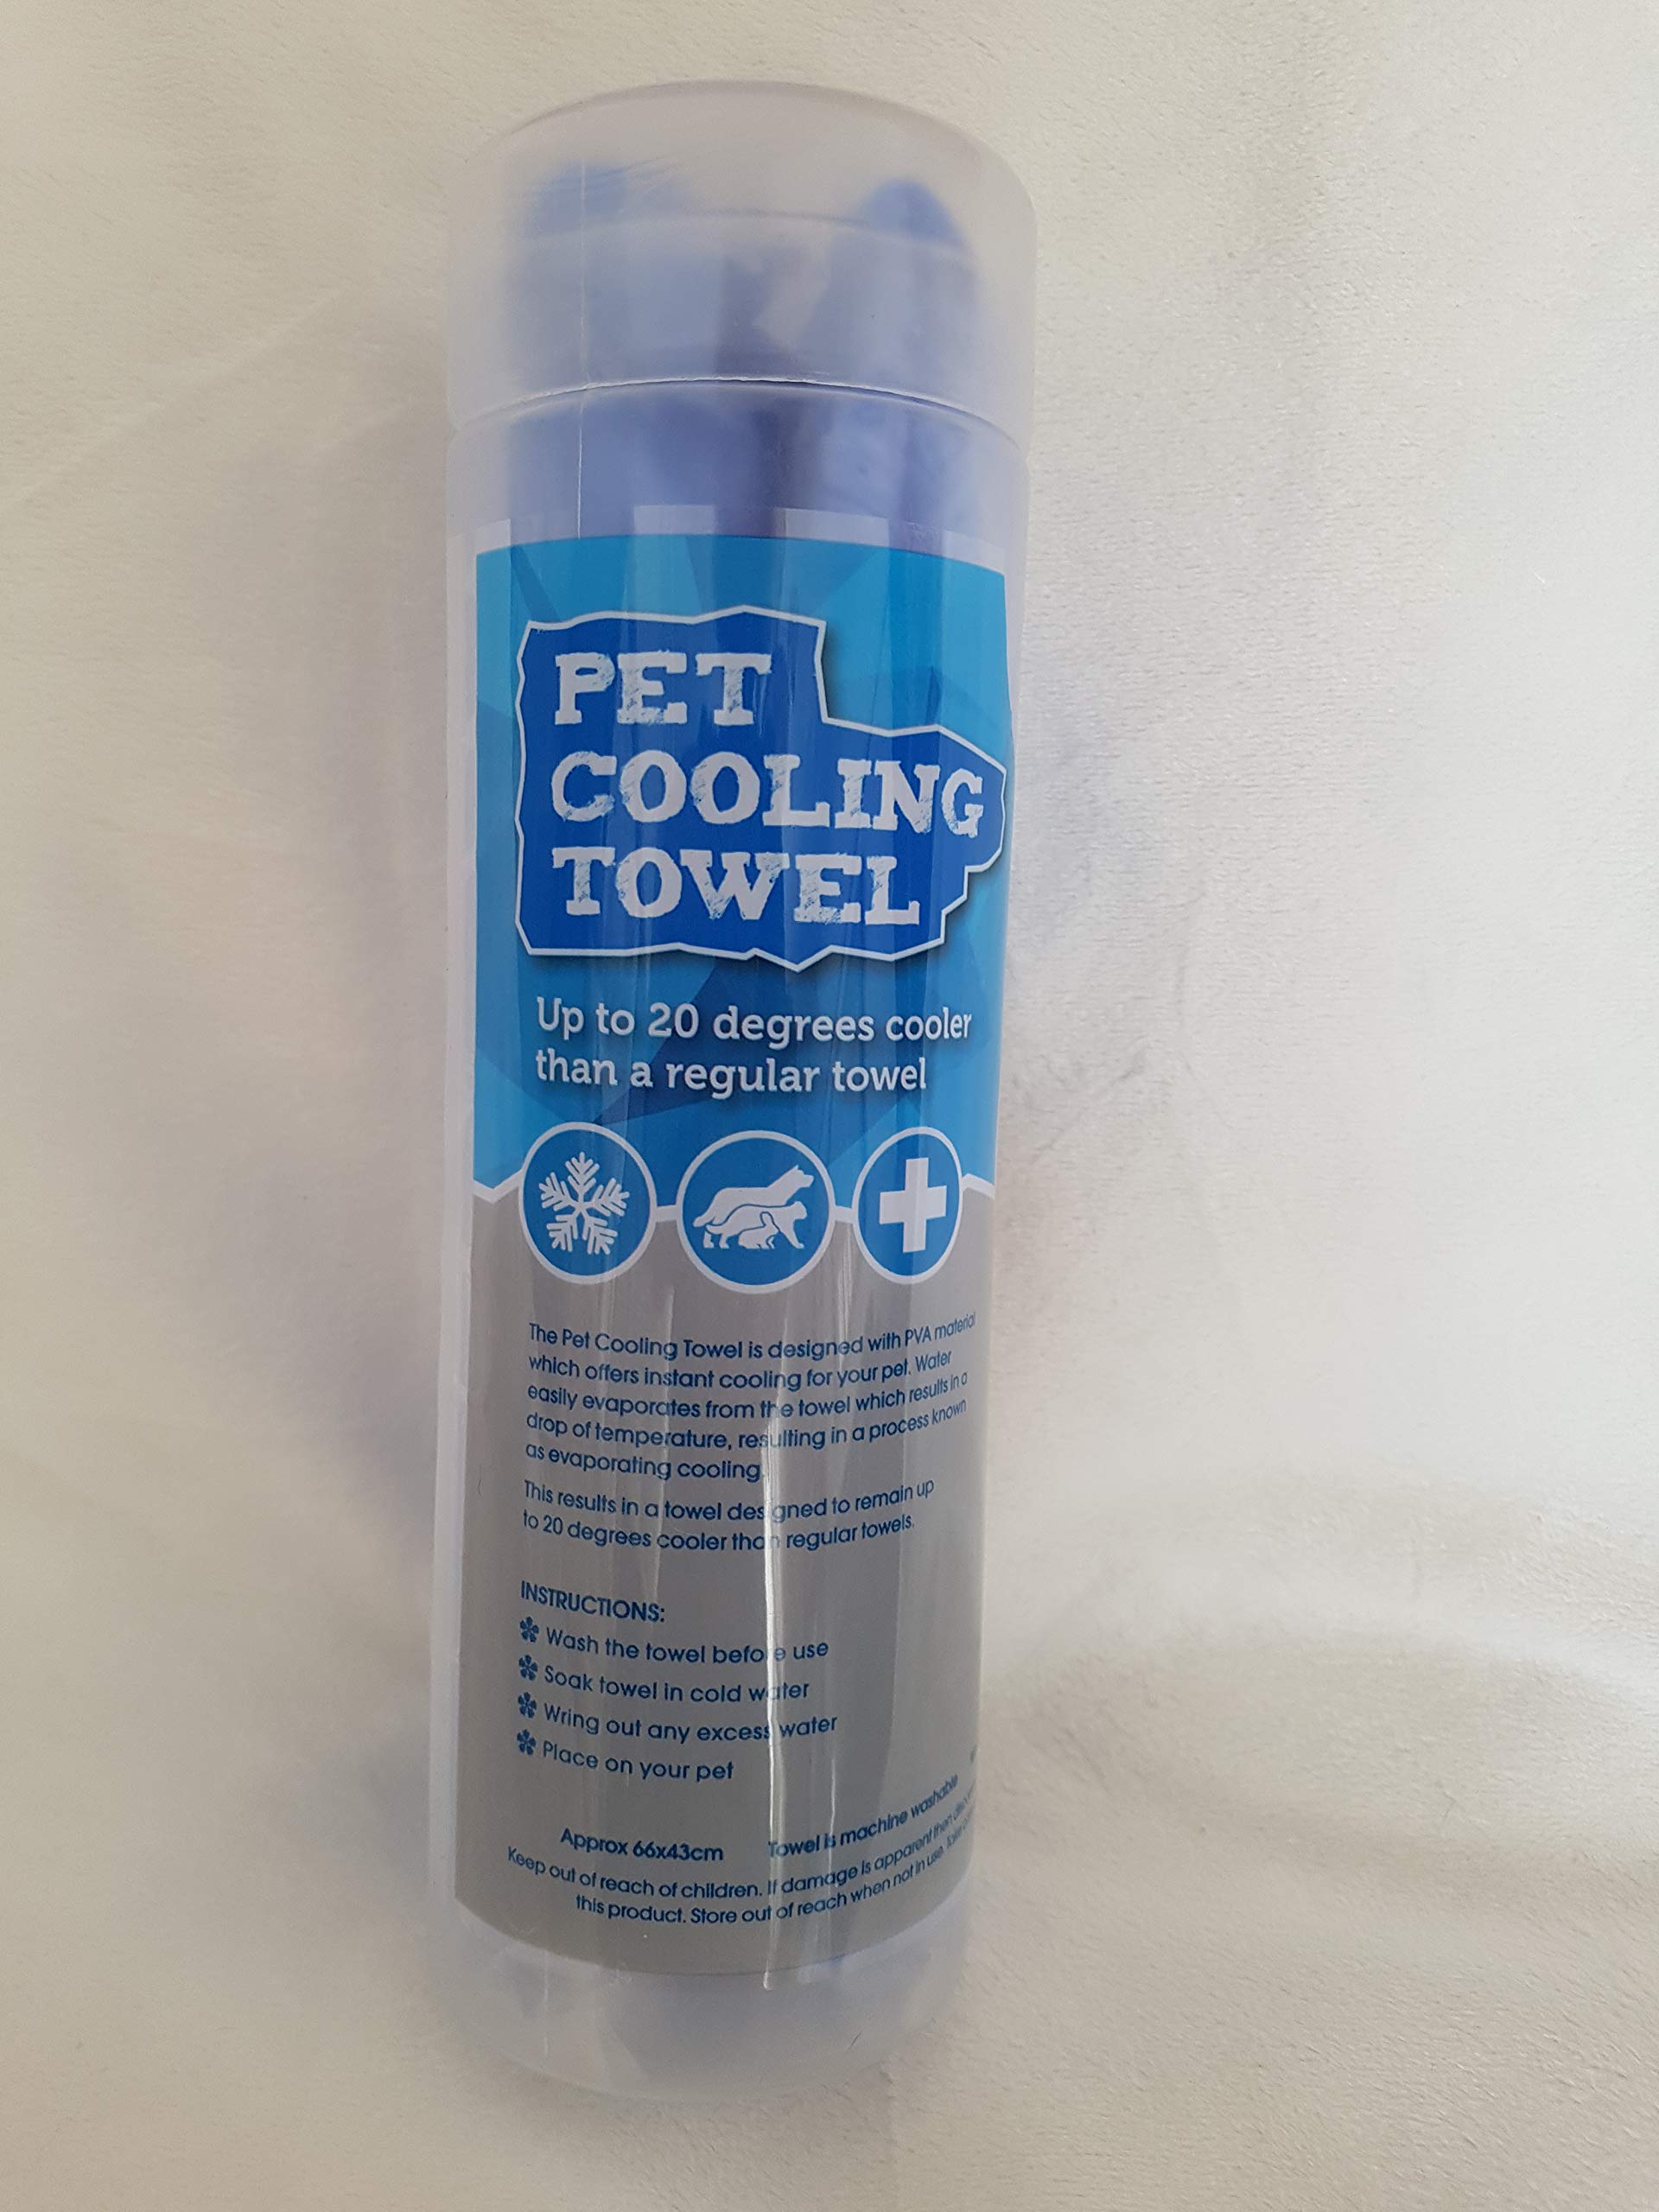 PET
COOLING
TOWEL
Up to 20 degrees cooler
than a regular towel
The Pet Cooling Towel is designed with PVA material
which offers instant cooling for your pet. Water
easily evaporates from the towel which results in a
drop of temperature, resulting in a process known
as evaporating cooling.
This results in a towel designed to remain up
to 20 degrees cooler than regular towels.
INSTRUCTIONS:
Wash the towel before use
Soak towel in cold water
Wring out any excess water
Place on your pet
Approx 66x43cm Towel is machine washable
Keep out of reach of children. If damage is apparent then
this product. Store out of reach when not in use.